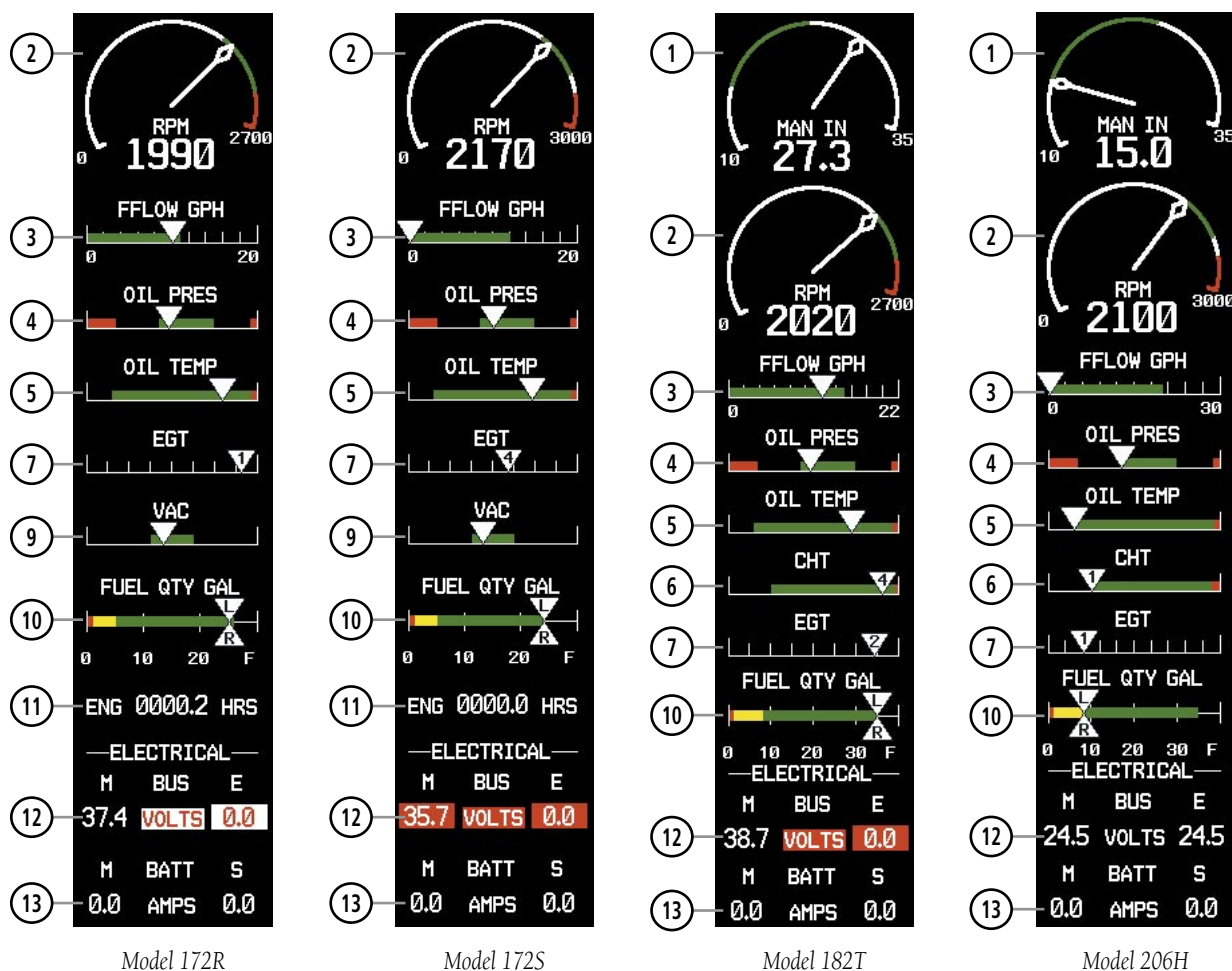 2
RPM
1990
0
2700
3
FFLOW GPH
0 20
4
OIL PRES
5
OIL TEMP
7
EGT
1
9
VAC
10
FUEL QTY GAL
L
R
0 10 20 F
11
ENG 0000.2 HRS
ELECTRICAL
M BUS E
12
37.4 VOLTS 0.0
M BATT S
13
0.0 AMPS 0.0
Model 172R
2
RPM
2170
0
3000
3
FFLOW GPH
0 20
4
OIL PRES
5
OIL TEMP
7
EGT
4
9
VAC
10
FUEL QTY GAL
L
R
0 10 20 F
11
ENG 0000.0 HRS
ELECTRICAL
M BUS E
12
35.7 VOLTS 0.0
M BATT S
13
0.0 AMPS 0.0
Model 172S
1
MAN IN
27.3
10
35
2
RPM
2020
0
2700
3
FFLOW GPH
0 22
4
OIL PRES
5
OIL TEMP
6
CHT
4
7
EGT
2
10
FUEL QTY GAL
L
R
0 10 20 30 F
ELECTRICAL
M BUS E
12
38.7 VOLTS 0.0
M BATT S
13
0.0 AMPS 0.0
Model 182T
1
MAN IN
15.0
10
35
2
RPM
2100
0
3000
3
FFLOW GPH
0 30
4
OIL PRES
5
OIL TEMP
6
CHT
1
7
EGT
1
10
FUEL QTY GAL
L
R
0 10 20 30 F
ELECTRICAL
M BUS E
12
24.5 VOLTS 24.5
M BATT S
13
0.0 AMPS 0.0
Model 206H